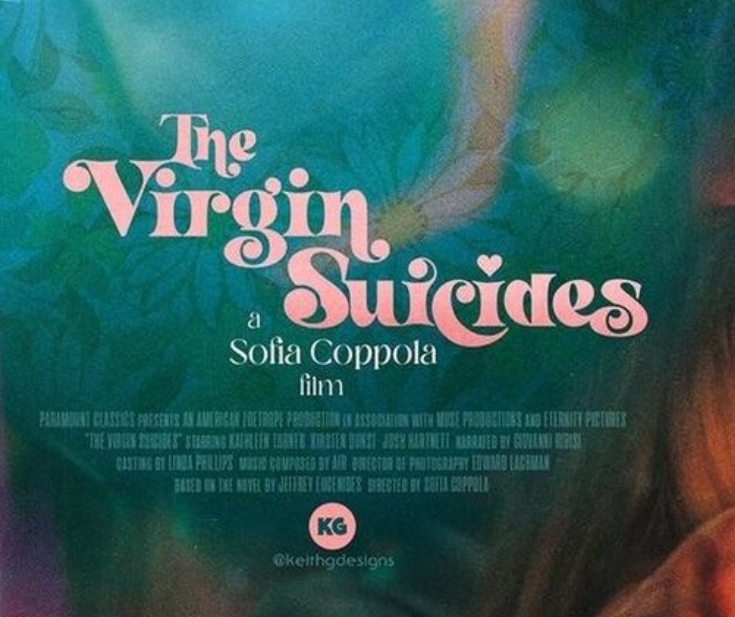 The
Virgin
Suicides
a
Sofia Coppola
film
PARAMOUNT CLASSICS PRESENTS AN AMERICAN ZOETROPE PRODUCTION IN ASSOCIATION WITH MUSE PRODUCTIONS AND ETERNITY PICTURES
"THE VIRGIN SUICIDES" STARRING KATHLEEN TURNER KIRSTEN DUNST JOSH HARTNETT NARRATED BY GIOVANNI RIBISI
CASTING BY LINDA PHILLIPS MUSIC COMPOSED BY AIR DIRECTOR OF PHOTOGRAPHY EDWARD LACHMAN
BASED ON THE NOVEL BY JEFFREY EUGENIDES DIRECTED BY SOFIA COPPOLA
KG
@keithgdesigns